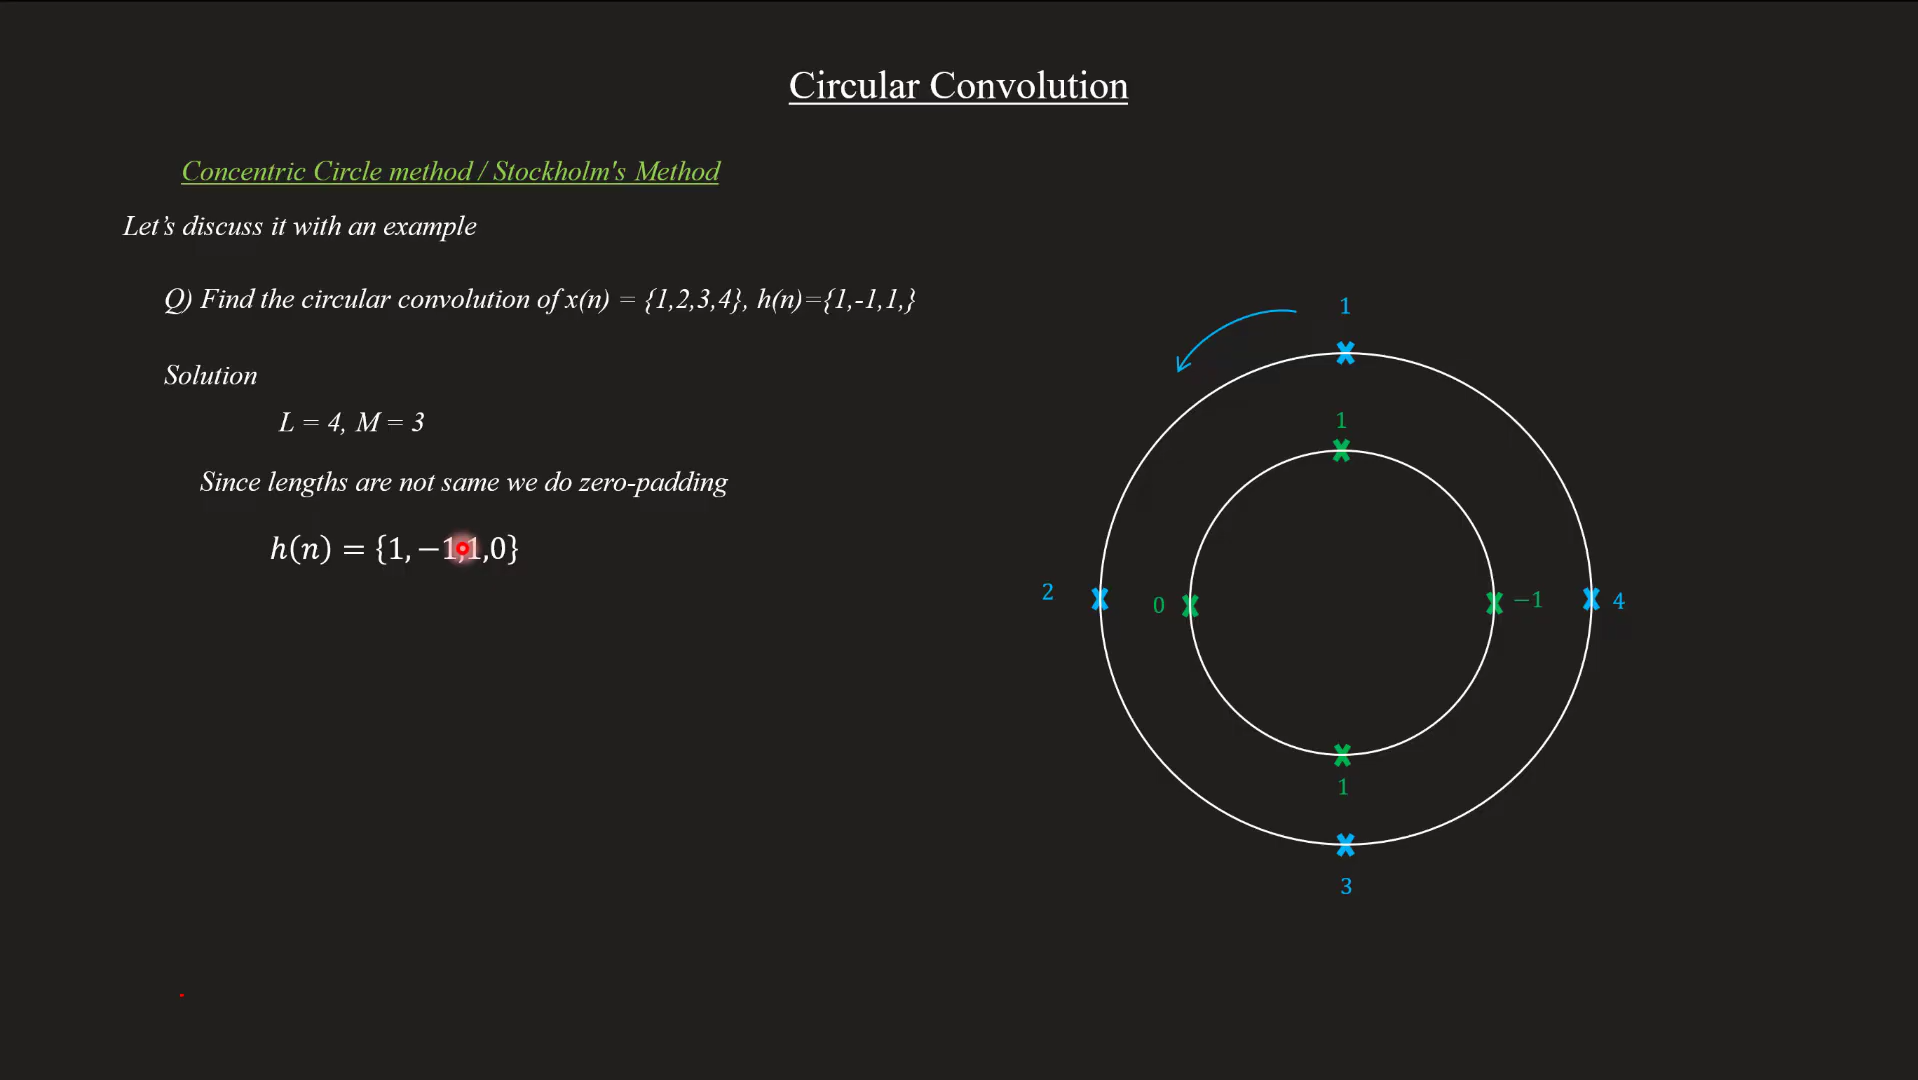 Circular Convolution
Concentric Circle method / Stockholm's Method
Let’s discuss it with an example
Q) Find the circular convolution of x(n) = {1,2,3,4}, h(n)={1,-1,1,}
Solution
L = 4, M = 3
Since lengths are not same we do zero-padding
h(n) = {1, −1,1,0}
1
1
2
0
−1
4
1
3